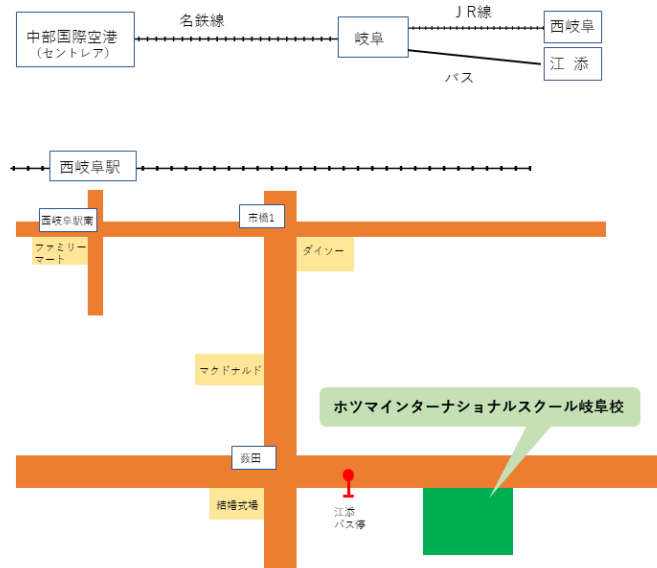 名鉄線
JR線
中部国際空港
(セントレア)
岐阜
西岐阜
江 添
バス
西岐阜駅
西岐阜駅南
市橋1
ファミリー
マート
ダイソー
マクドナルド
ホツマインターナショナルスクール岐阜校
薮田
結婚式場
江添
バス停